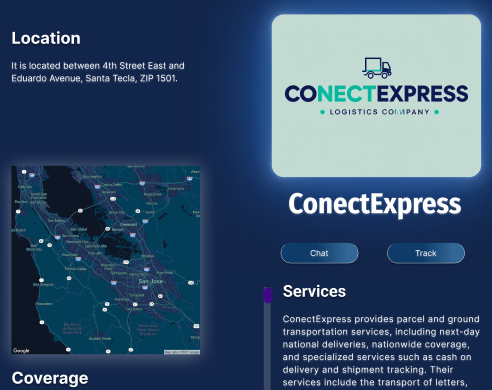 Location
It is located between 4th Street East and
Eduardo Avenue, Santa Tecla, ZIP 1501.
CONECTEXPRESS
LOGISTICS COMPANY
ConectExpress
Chat
Track
San Jose
Fremont
Google
Services
ConectExpress provides parcel and ground
transportation services, including next-day
national deliveries, nationwide coverage,
and specialized services such as cash on
delivery and shipment tracking. Their
services include the transport of letters,
Coverage